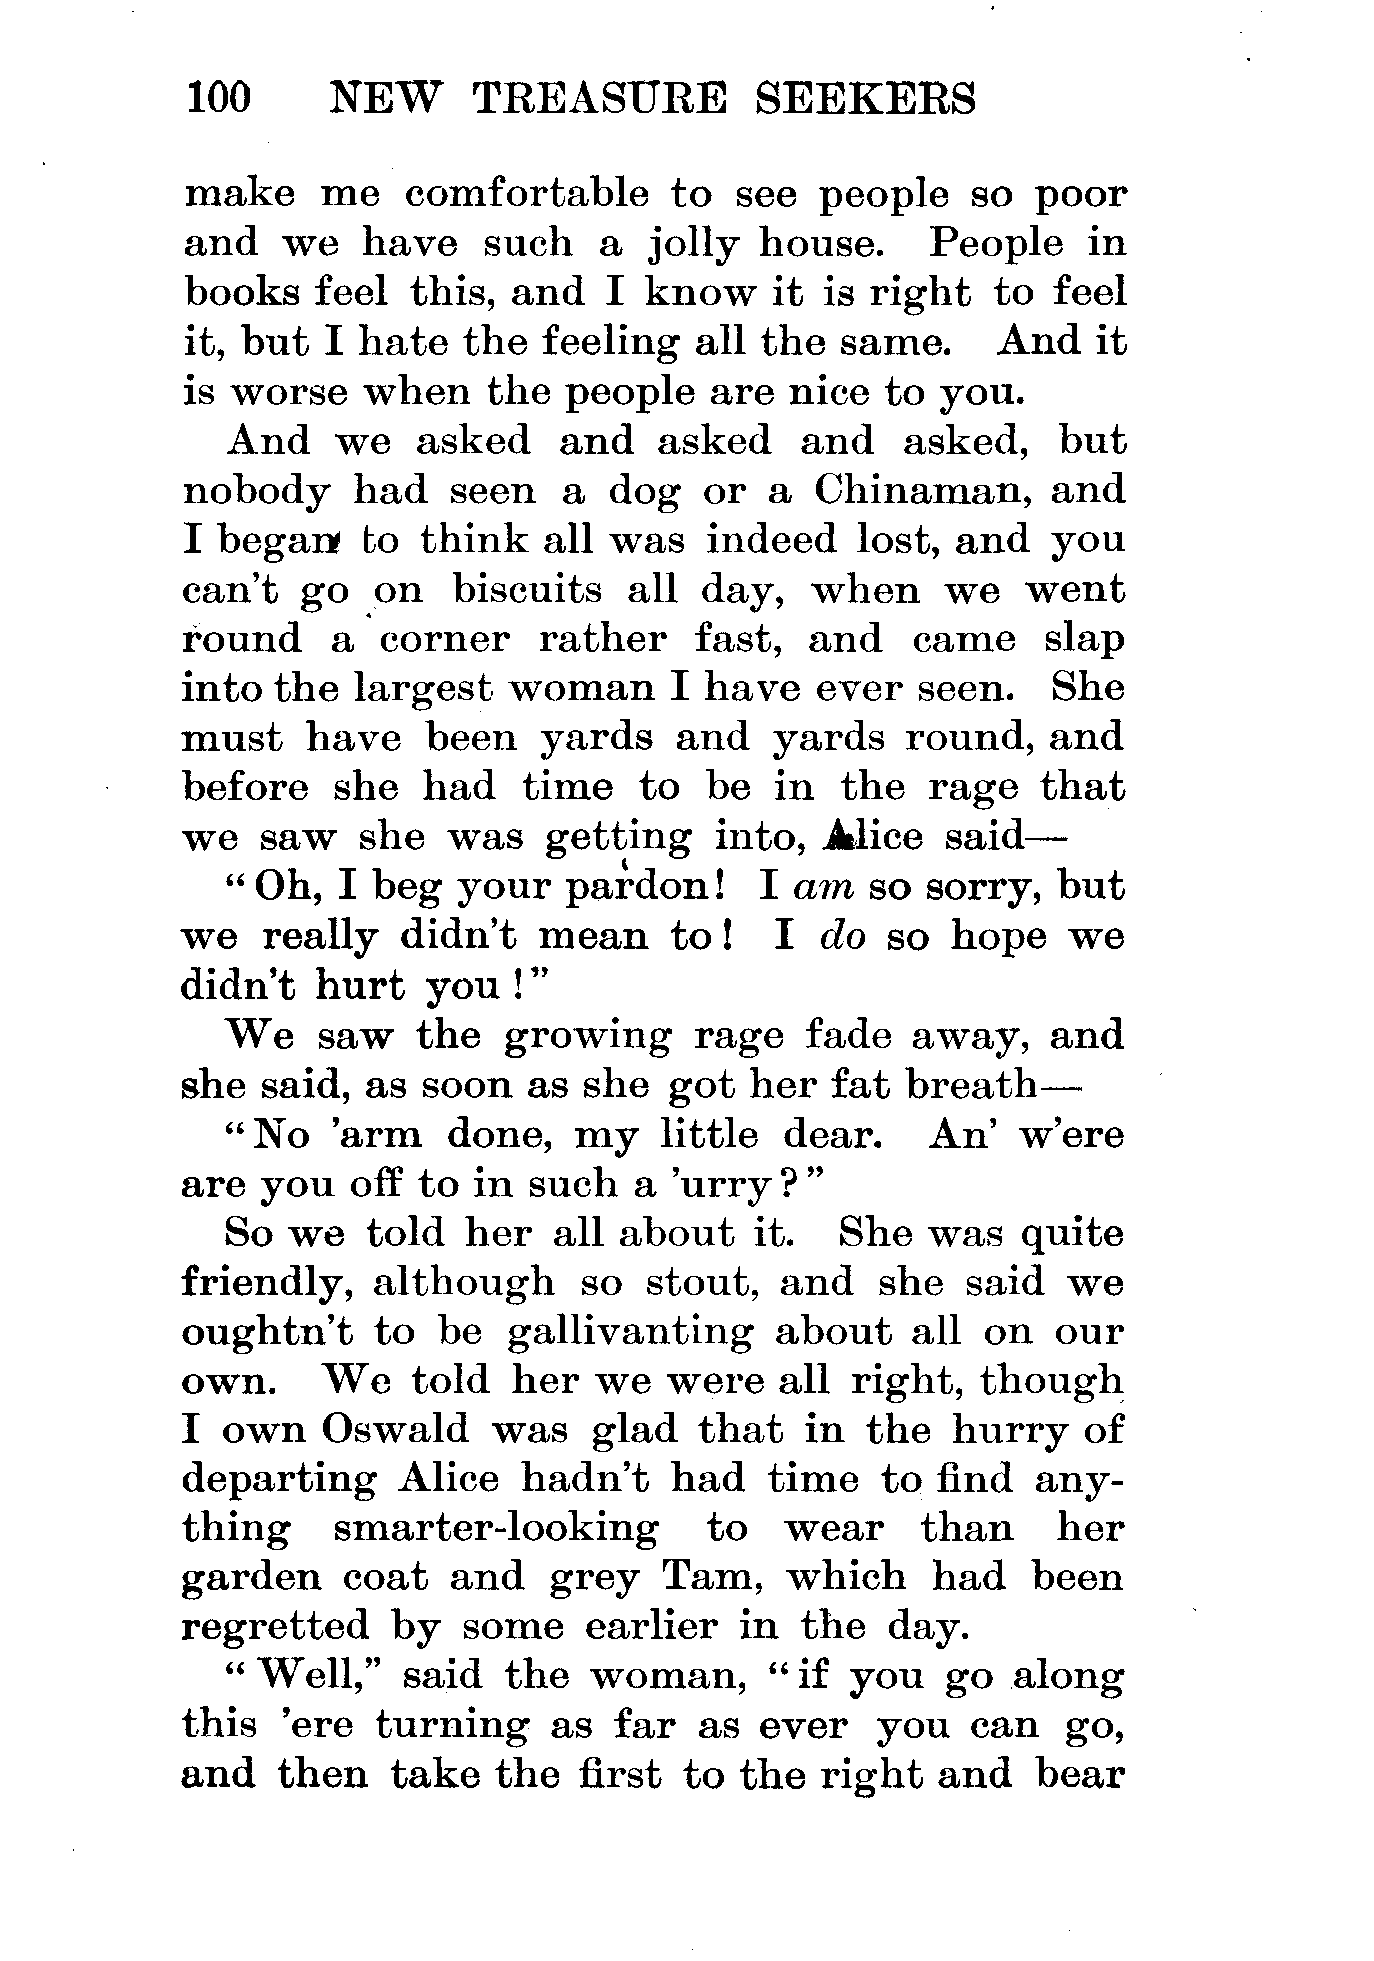 100 NEW TREASURE SEEKERS
make me comfortable to see people so poor
and we have such a jolly house. People in
books feel this, and I know it is right to feel
it, but I hate the feeling all the same. And it
is worse when the people are nice to you.
And we asked and asked and asked, but
nobody had seen a dog or a Chinaman, and
I began to think all was indeed lost, and you
can't go on biscuits all day, when we went
round a corner rather fast, and came slap
into the largest woman I have ever seen. She
must have been yards and yards round, and
before she had time to be in the rage that
we saw she was getting into, Alice said—
“Oh, I beg your pardon! I am so sorry, but
we really didn't mean to! I do so hope we
didn't hurt you!”
We saw the growing rage fade away, and
she said, as soon as she got her fat breath—
“No 'arm done, my little dear. An' w'ere
are you off to in such a 'urry?”
So we told her all about it. She was quite
friendly, although so stout, and she said we
oughtn't to be gallivanting about all on our
own. We told her we were all right, though
I own Oswald was glad that in the hurry of
departing Alice hadn't had time to find any-
thing smarter-looking to wear than her
garden coat and grey Tam, which had been
regretted by some earlier in the day.
“Well,” said the woman, “if you go along
this 'ere turning as far as ever you can go,
and then take the first to the right and bear